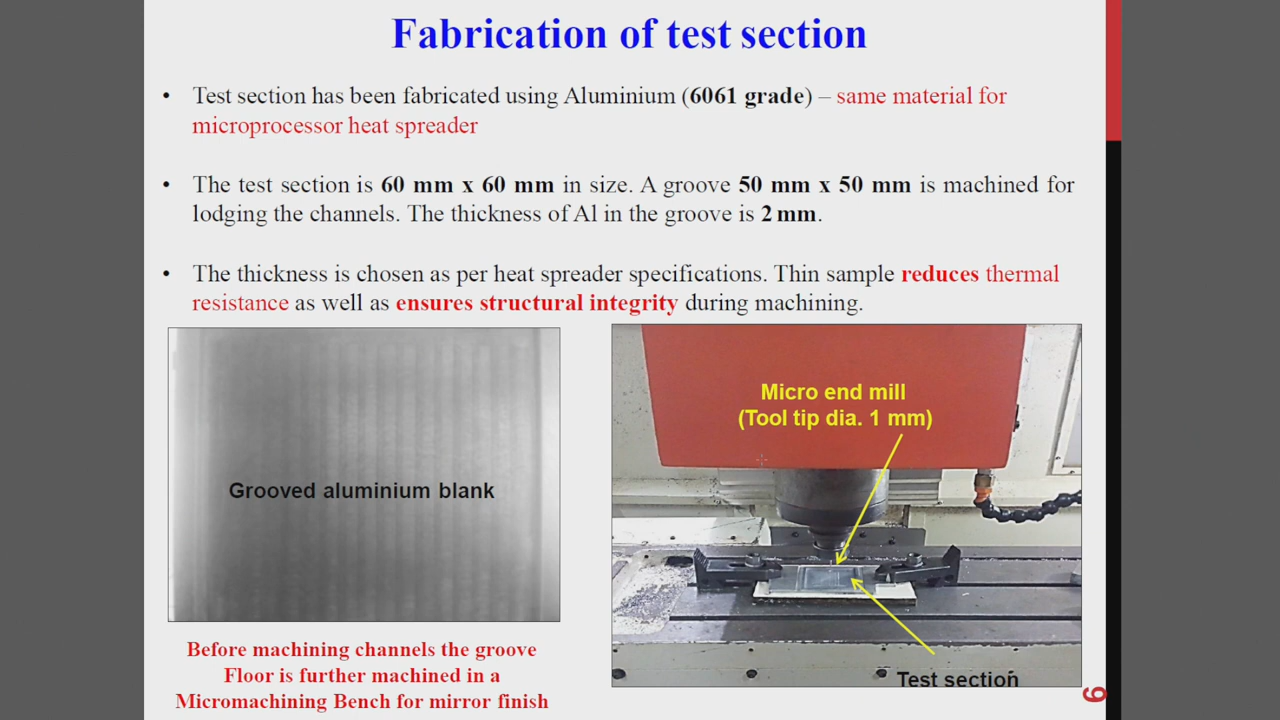 Fabrication of test section
• Test section has been fabricated using Aluminium (6061 grade) – same material for
microprocessor heat spreader
• The test section is 60 mm x 60 mm in size. A groove 50 mm x 50 mm is machined for
lodging the channels. The thickness of Al in the groove is 2 mm.
• The thickness is chosen as per heat spreader specifications. Thin sample reduces thermal
resistance as well as ensures structural integrity during machining.
Grooved aluminium blank
Before machining channels the groove
Floor is further machined in a
Micromachining Bench for mirror finish
Micro end mill
(Tool tip dia. 1 mm)
Test section
9